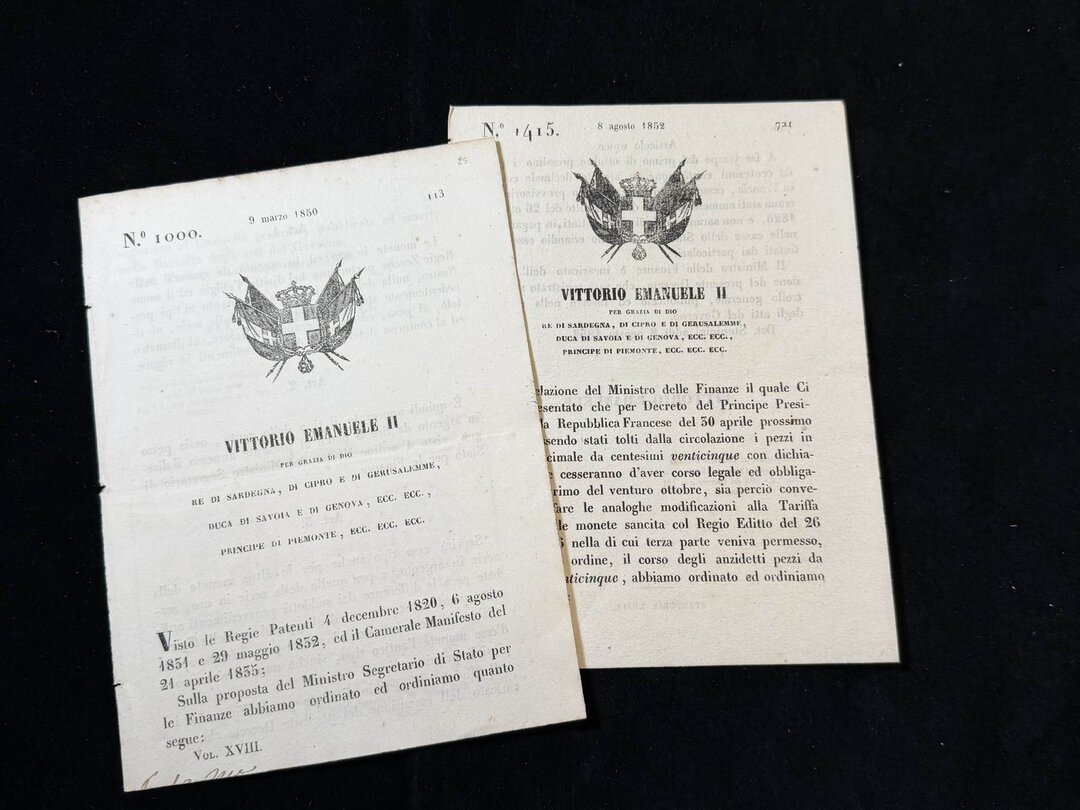 23.
113
9 marzo 1850
N.º 1000.
VITTORIO EMANUELE II
PER GRAZIA DI DIO
RE DI SARDEGNA, DI CIPRO E DI GERUSALEMME,
DUCA DI SAVOIA E DI GENOVA, ECC. ECC.,
PRINCIPE DI PIEMONTE, ECC. ECC. ECC.
Visto le Regie Patenti 4 decembre 1820, 6 agosto
1831 e 29 maggio 1832, ed il Camerale Manifesto del
21 aprile 1835;
Sulla proposta del Ministro Segretario di Stato per
le Finanze abbiamo ordinato ed ordiniamo quanto
segue:
VOL. XVIII.
N.º 1415.
8 agosto 1852
721
VITTORIO EMANUELE II
PER GRAZIA DI DIO
RE DI SARDEGNA, DI CIPRO E DI GERUSALEMME,
DUCA DI SAVOIA E DI GENOVA, ECC. ECC.,
PRINCIPE DI PIEMONTE, ECC. ECC. ECC.
elazione del Ministro delle Finanze il quale Ci
esentato che per Decreto del Principe Presi-
la Repubblica Francese del 30 aprile prossimo
sendo stati tolti dalla circolazione i pezzi in
cimale da centesimi venticinque con dichia-
e cesseranno d'aver corso legale ed obbliga-
rimo del venturo ottobre, sia perciò conve-
fare le analoghe modificazioni alla Tariffa
le monete sancita col Regio Editto del 26
6 nella di cui terza parte veniva permesso,
ordine, il corso degli anzidetti pezzi da
nticinque, abbiamo ordinato ed ordiniamo